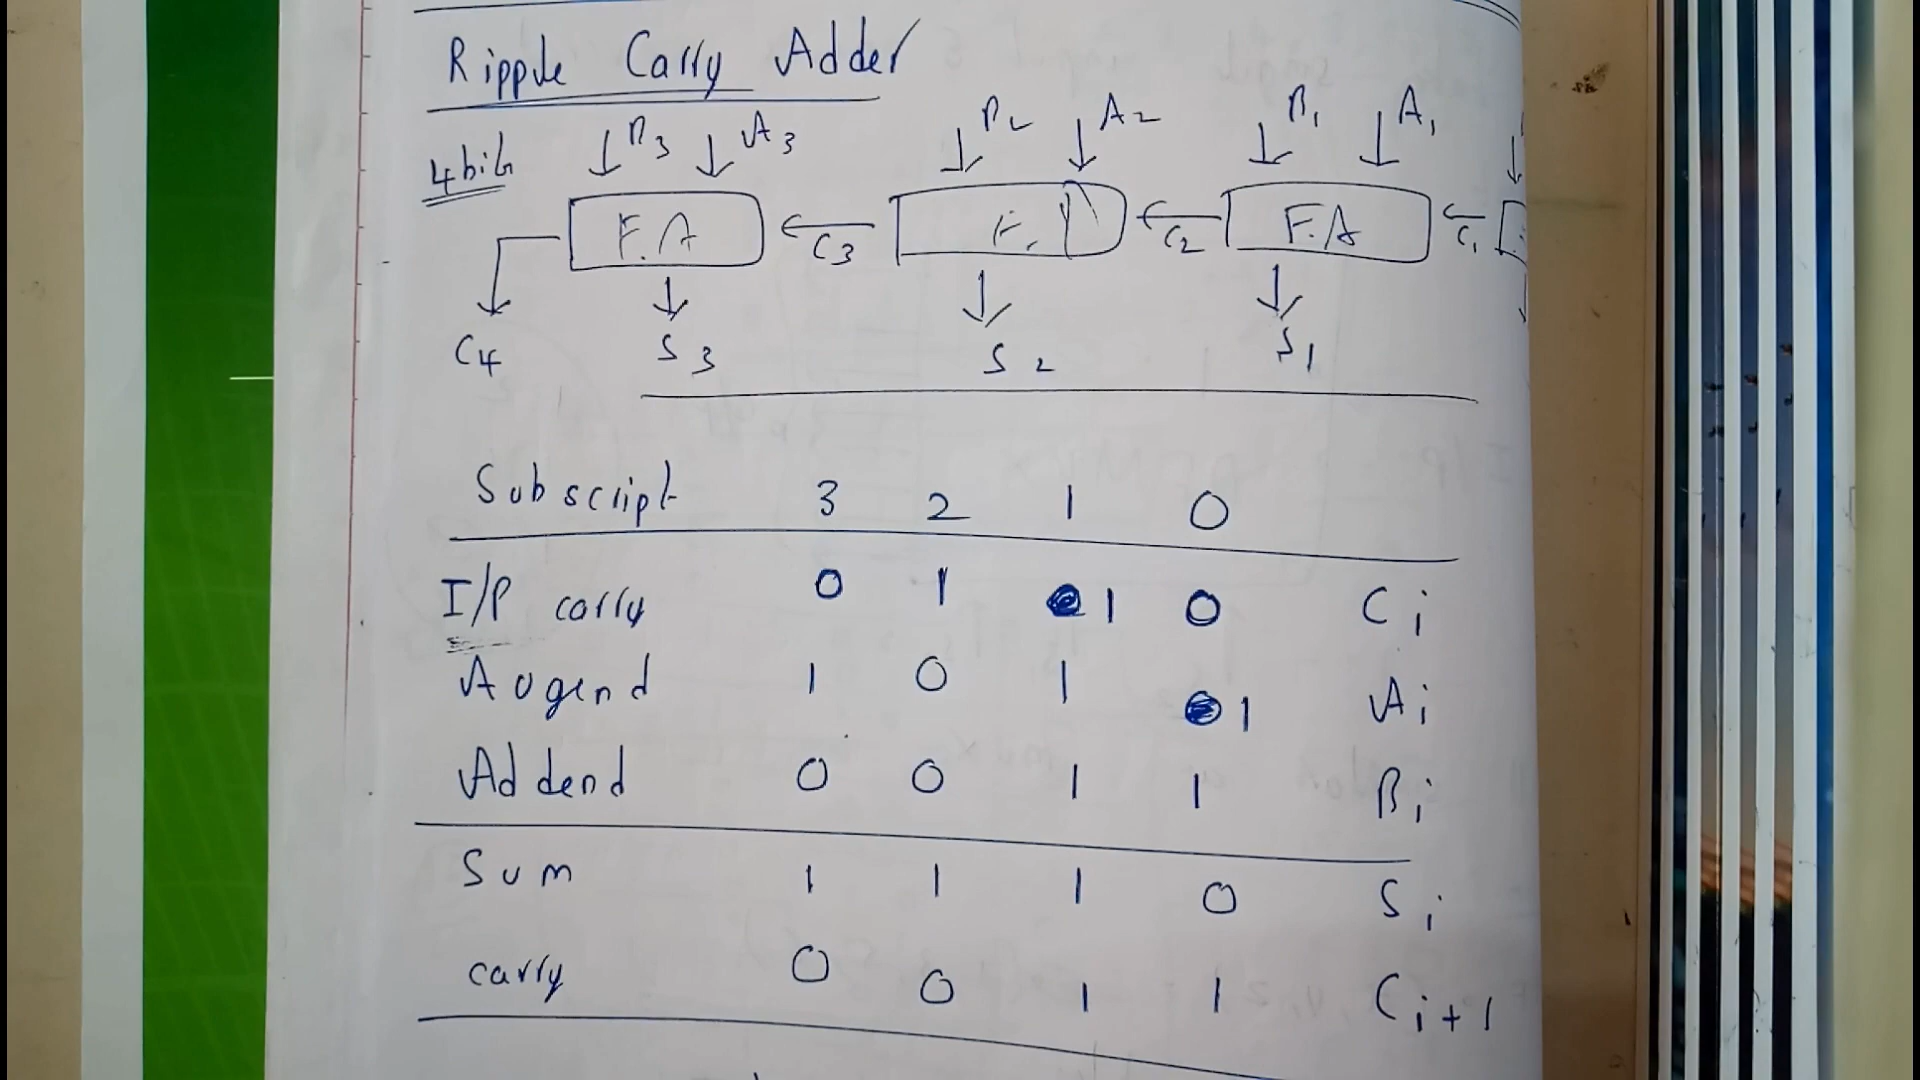 Ripple Carry Adder
4 bit B3 A3 B2 A2 B1 A1
F.A C3 F. C2 F.A C1
C4 S3 S2 S1
Subscript 3 2 1 0
I/P carry 0 1 1 0 Ci
Augend 1 0 1 1 Ai
Addend 0 0 1 1 Bi
Sum 1 1 1 0 Si
carry 0 0 1 1 Ci+1